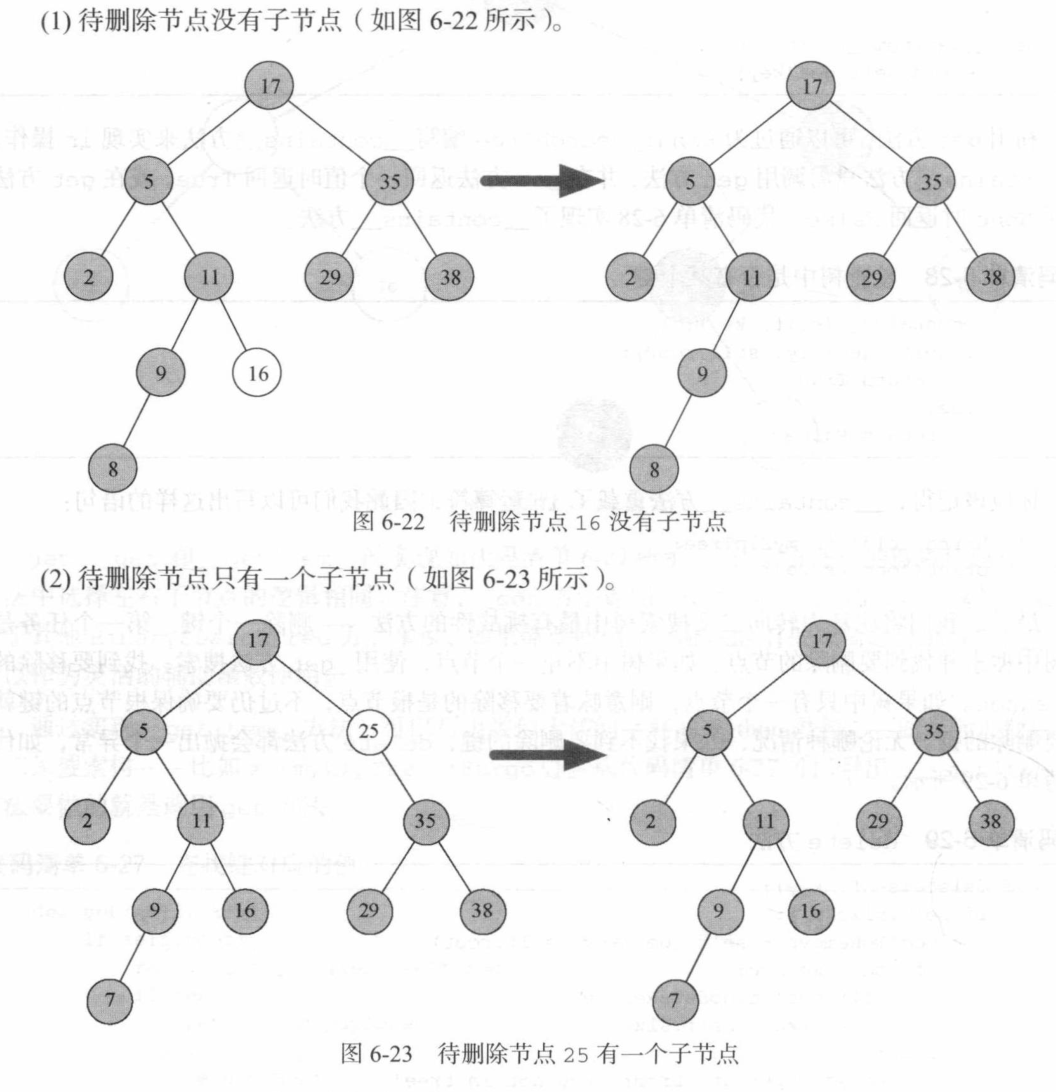 (1) 待删除节点没有子节点（如图 6-22 所示）。
17 17
5 35 5 35
2 11 29 38 2 11 29 38
9 16 9
8 8
图 6-22 待删除节点 16 没有子节点
(2) 待删除节点只有一个子节点（如图 6-23 所示）。
17 17
5 25 5 35
2 11 35 2 11 29 38
9 16 29 38 9 16
7 7
图 6-23 待删除节点 25 有一个子节点